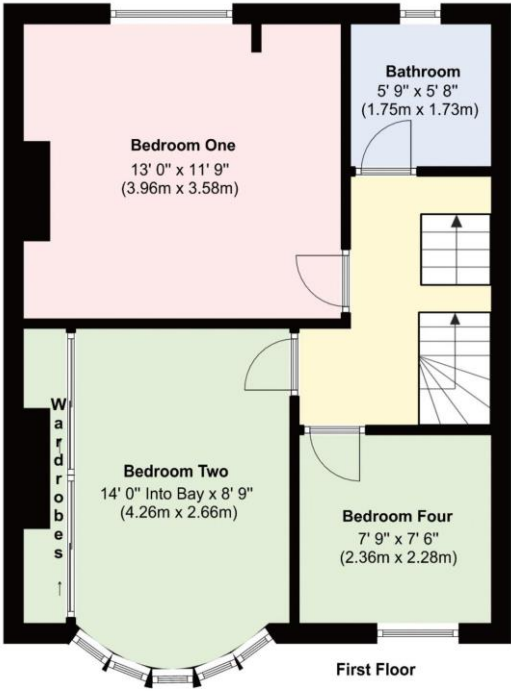 Bathroom
5' 9" x 5' 8"
(1.75m x 1.73m)
Bedroom One
13' 0" x 11' 9"
(3.96m x 3.58m)
Wardrobes
Bedroom Two
14' 0" Into Bay x 8' 9"
(4.26m x 2.66m)
Bedroom Four
7' 9" x 7' 6"
(2.36m x 2.28m)
First Floor